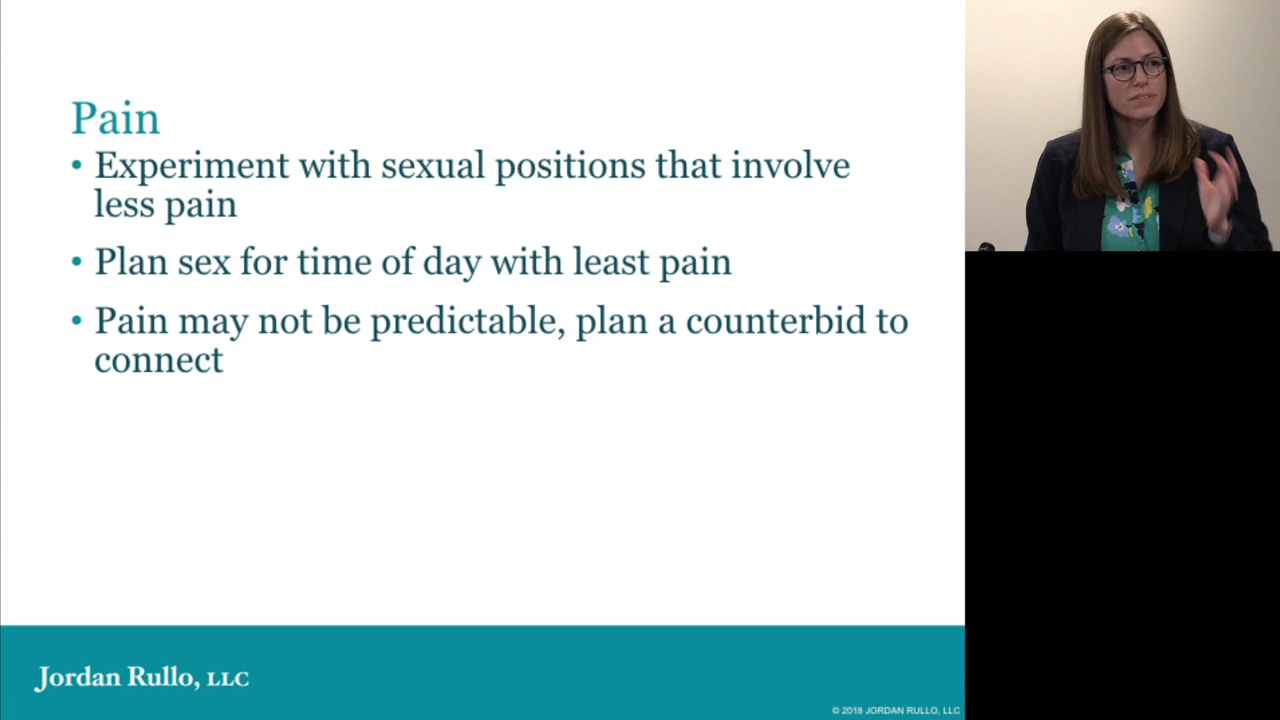 Pain
• Experiment with sexual positions that involve
less pain
• Plan sex for time of day with least pain
• Pain may not be predictable, plan a counterbid to
connect
Jordan Rullo, LLC
© 2018 JORDAN RULLO, LLC